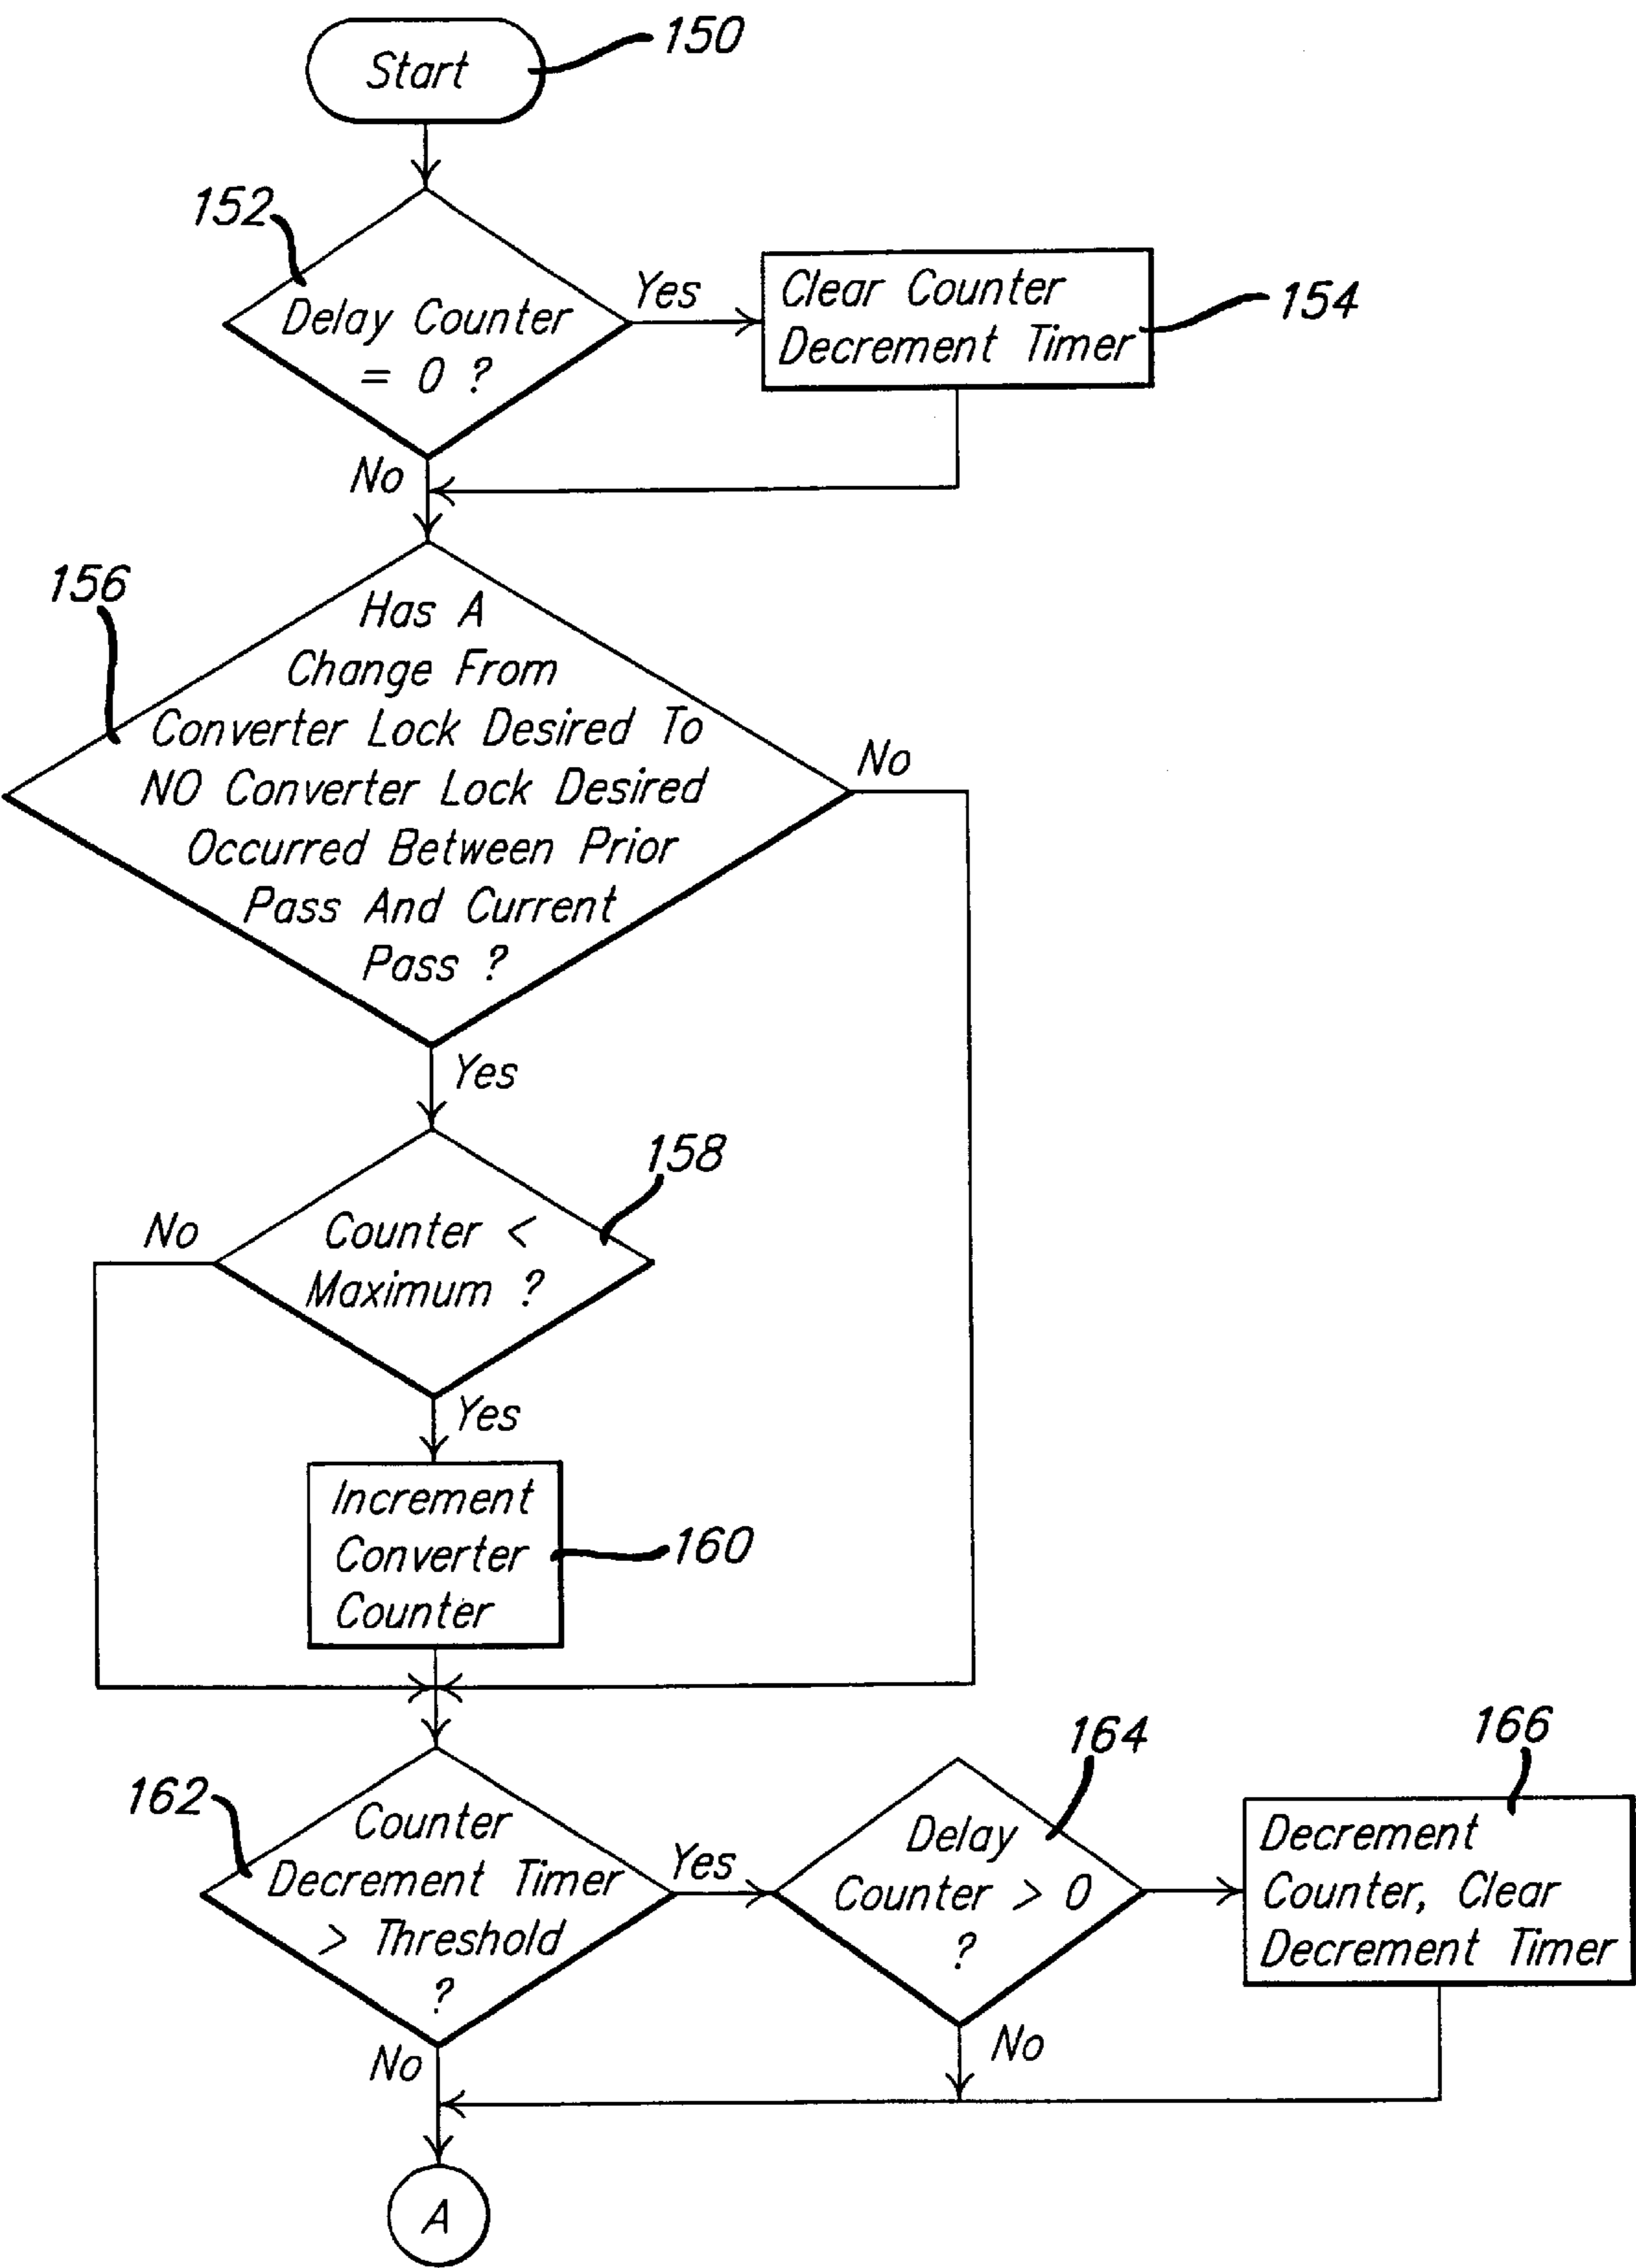 Start
150
152
Delay Counter
= 0 ?
Yes
Clear Counter
Decrement Timer
154
No
156
Has A
Change From
Converter Lock Desired To
NO Converter Lock Desired
Occurred Between Prior
Pass And Current
Pass ?
No
Yes
158
Counter <
Maximum ?
No
Yes
Increment
Converter
Counter
160
162
Counter
Decrement Timer
> Threshold
?
Yes
164
Delay
Counter > 0
?
166
Decrement
Counter, Clear
Decrement Timer
No
No
A